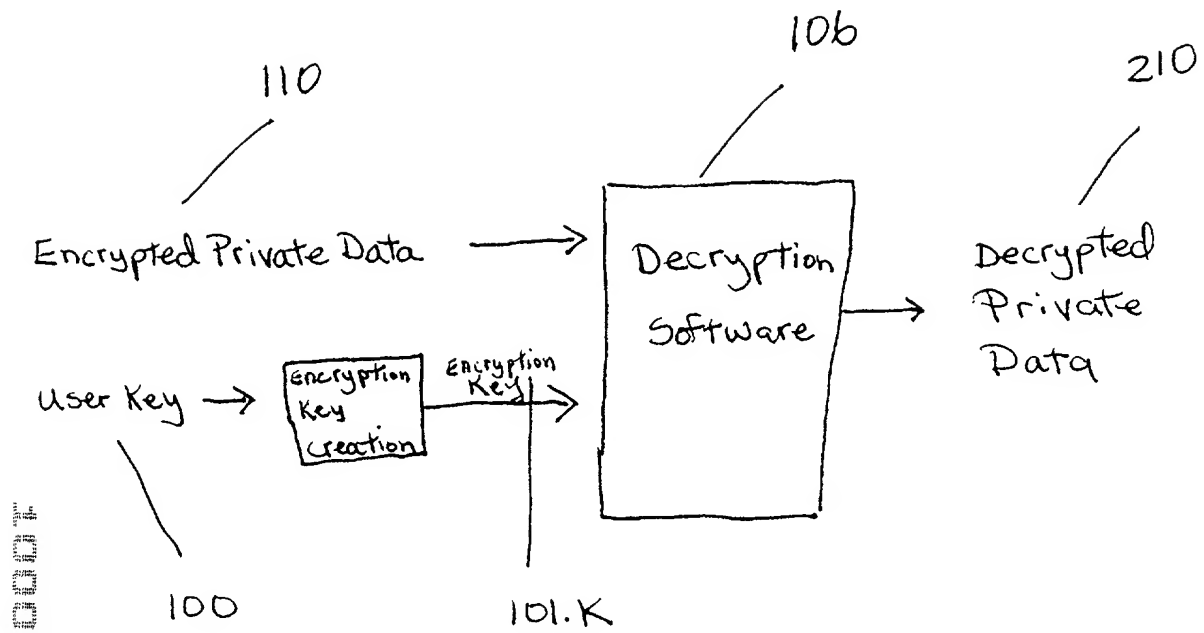 106
210
110
Encrypted Private Data
Decryption
Software
Decrypted
Private
Data
User Key
Encryption
Key
Creation
Encryption
Key
100
101.K